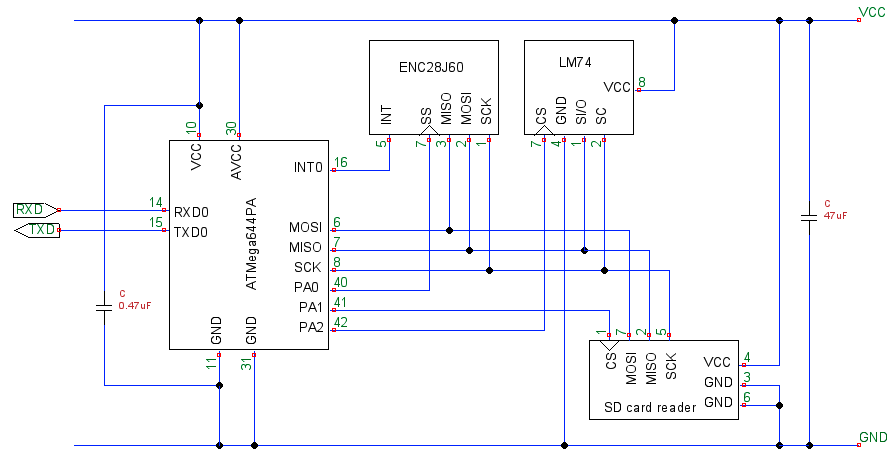 VCC
ENC28J60
INT
SS
MISO
MOSI
SCK
5
7
3
2
1
LM74
VCC
8
CS
GND
SI/O
SC
7
4
1
2
10
30
VCC
AVCC
ATMega644PA
INT0
16
RXD
14
RXD0
TXD
15
TXD0
MOSI
6
MISO
7
SCK
8
PA0
40
PA1
41
PA2
42
GND
GND
11
31
C
0.47uF
C
47uF
1
7
2
5
CS
MOSI
MISO
SCK
VCC
4
GND
3
GND
6
SD card reader
GND